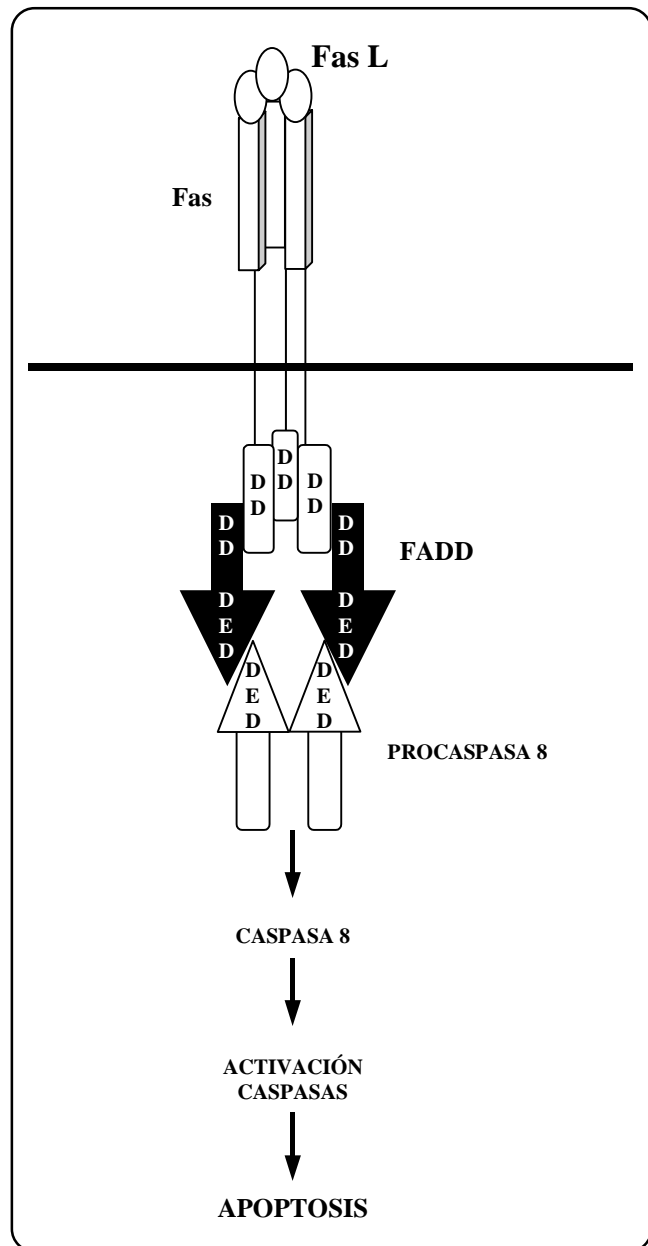 Fas L
Fas
D D D
D D D
D D
D D
FADD
D D
E E
D D
D D
E E
D D
PROCASPASA 8
CASPASA 8
ACTIVACIÓN
CASPASAS
APOPTOSIS